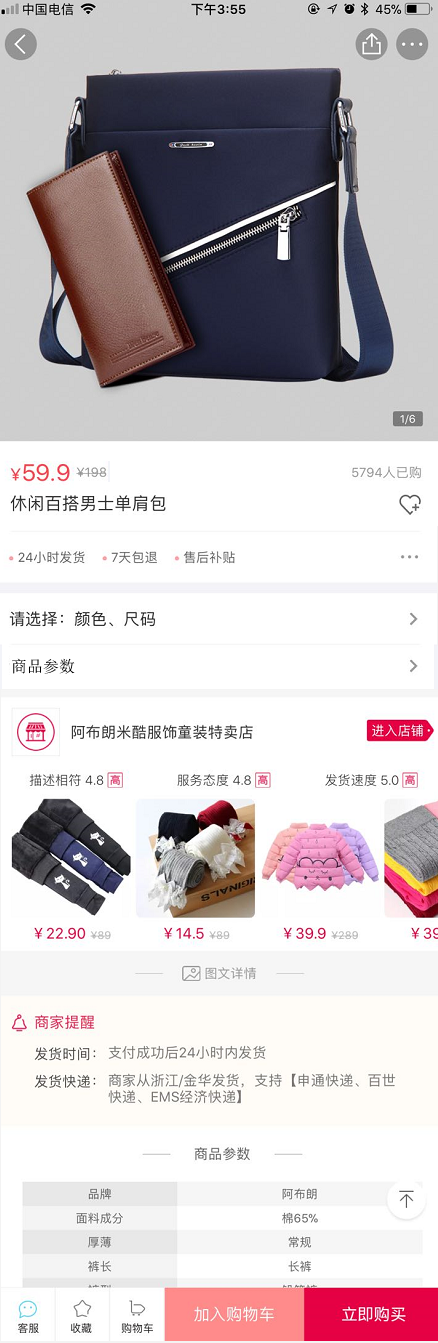 中国电信 下午3:55 45%
1/6
¥59.9 ¥198 5794人已购
休闲百搭男士单肩包
24小时发货 7天包退 售后补贴
请选择：颜色、尺码
商品参数
阿布朗米酷服饰童装特卖店 进入店铺
描述相符 4.8 高 服务态度 4.8 高 发货速度 5.0 高
ORIGINALS
¥22.90 ¥89 ¥14.5 ¥89 ¥39.9 ¥289 ¥39
图文详情
商家提醒
发货时间： 支付成功后24小时内发货
发货快递： 商家从浙江/金华发货，支持【申通快递、百世
快递、EMS经济快递】
商品参数
品牌 阿布朗
面料成分 棉65%
厚薄 常规
裤长 长裤
客服 收藏 购物车 加入购物车 立即购买